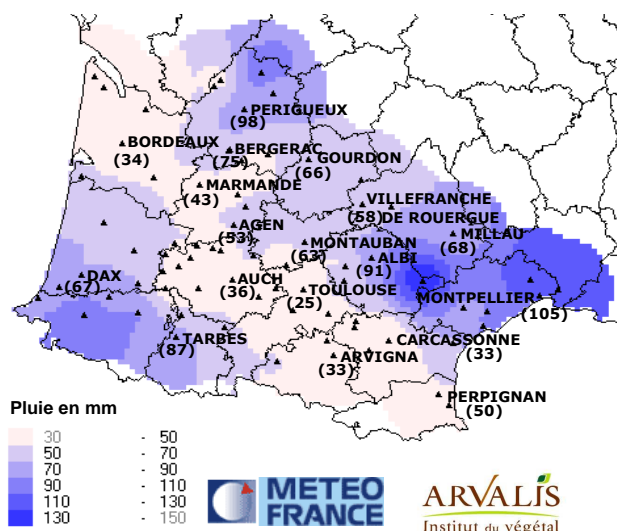 PERIGUEUX
(98)
BORDEAUX
(34)
BERGERAC
(75)
GOURDON
(66)
MARMANDE
(43)
VILLEFRANCHE
(58) DE ROUERGUE
AGEN
(53)
MILLAU
(68)
MONTAUBAN
(63)
ALBI
(91)
DAX
(67)
AUCH
(36)
TOULOUSE
(25)
MONTPELLIER
(105)
TARBES
(87)
CARCASSONNE
(33)
ARVIGNA
(33)
PERPIGNAN
(50)
Pluie en mm
30 - 50
50 - 70
70 - 90
90 - 110
110 - 130
130 - 150
METEO
FRANCE
ARVALIS
Institut du végétal